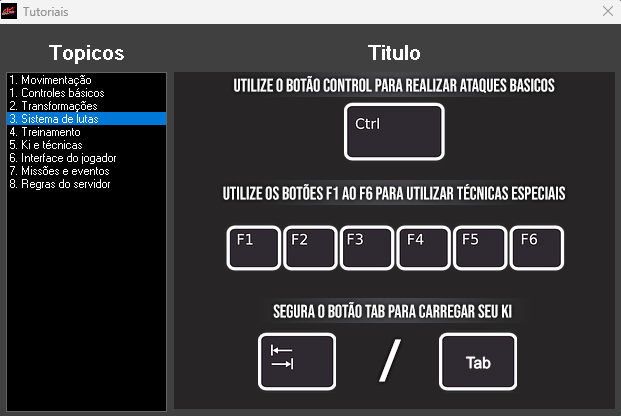 Tutoriais
Topicos
Titulo
1. Movimentação
1. Controles básicos
2. Transformações
3. Sistema de lutas
4. Treinamento
5. Ki e técnicas
6. Interface do jogador
7. Missões e eventos
8. Regras do servidor
UTILIZE O BOTÃO CONTROL PARA REALIZAR ATAQUES BASICOS
Ctrl
UTILIZE OS BOTÕES F1 AO F6 PARA UTILIZAR TÉCNICAS ESPECIAIS
F1 F2 F3 F4 F5 F6
SEGURA O BOTÃO TAB PARA CARREGAR SEU KI
/ Tab